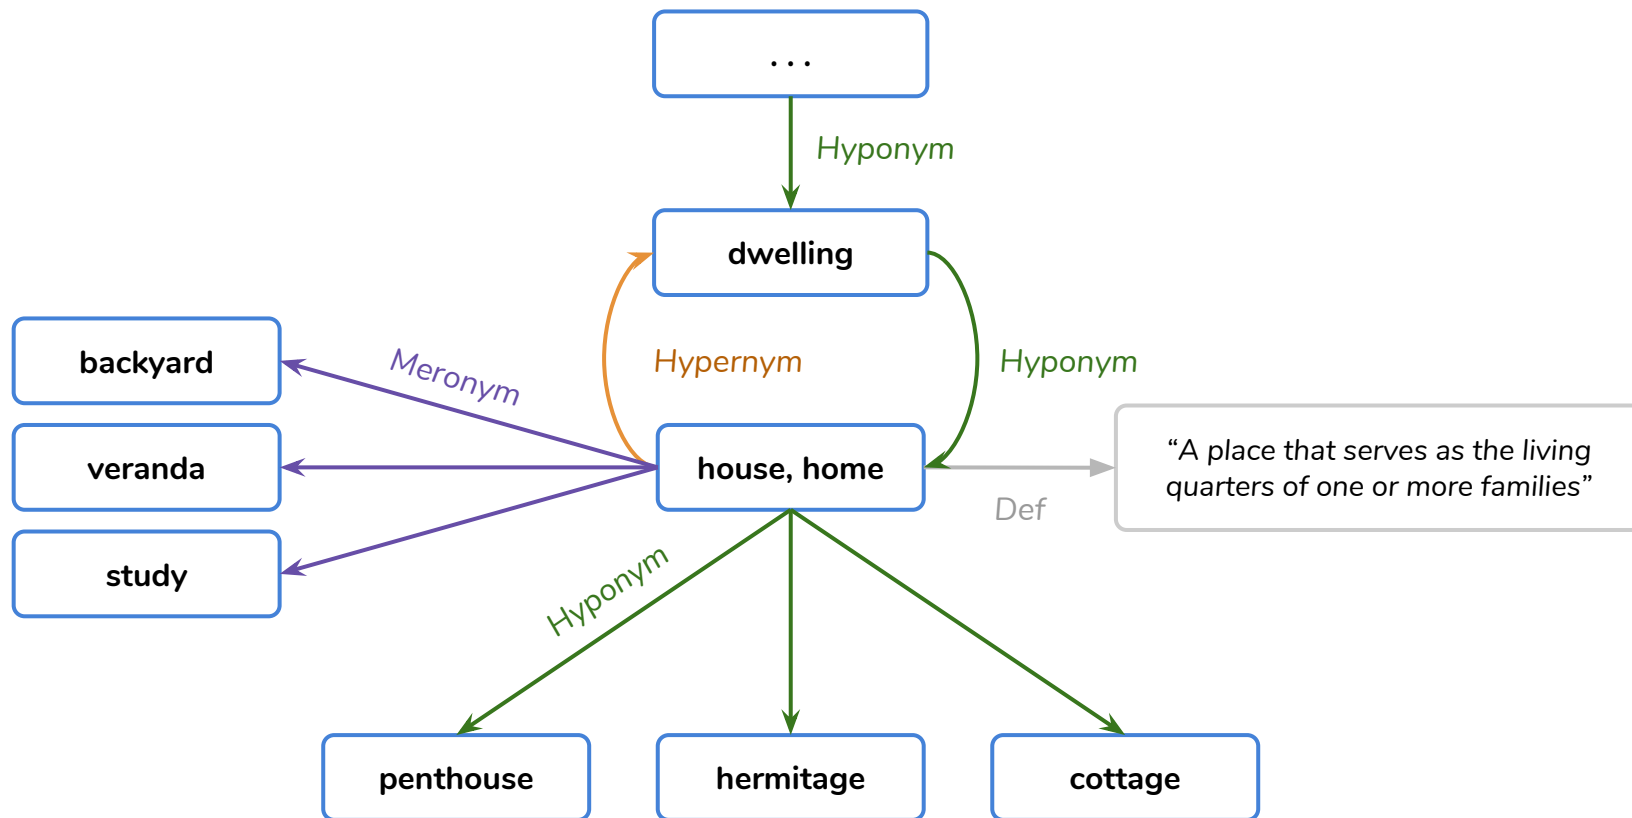 ...
Hyponym
dwelling
Hypernym
Hyponym
Meronym
backyard
veranda
study
house, home
Def
“A place that serves as the living
quarters of one or more families”
Hyponym
penthouse
hermitage
cottage